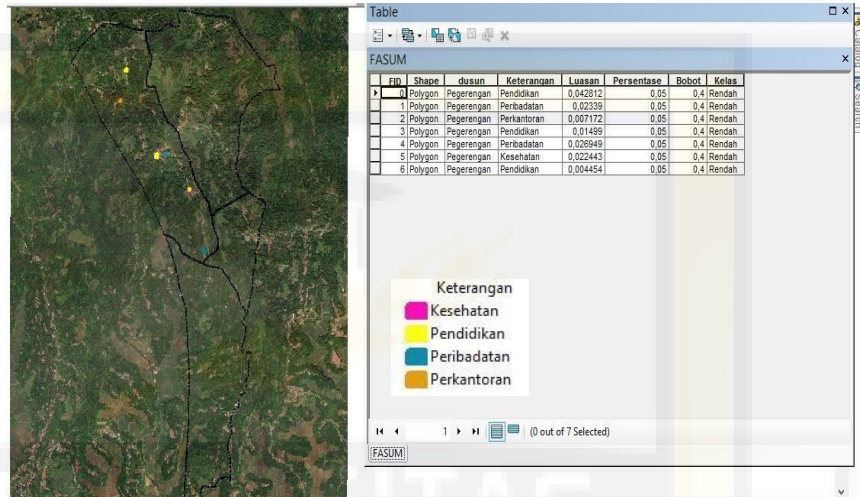 Table
FASUM
FID Shape dusun Keterangan Luasan Persentase Bobot Kelas
0 Polygon Pegerengan Pendidikan 0,042812 0,05 0,4 Rendah
1 Polygon Pegerengan Peribadatan 0,02339 0,05 0,4 Rendah
2 Polygon Pegerengan Perkantoran 0,007172 0,05 0,4 Rendah
3 Polygon Pegerengan Pendidikan 0,01499 0,05 0,4 Rendah
4 Polygon Pegerengan Peribadatan 0,026949 0,05 0,4 Rendah
5 Polygon Pegerengan Kesehatan 0,022443 0,05 0,4 Rendah
6 Polygon Pegerengan Pendidikan 0,004454 0,05 0,4 Rendah
Keterangan
Kesehatan
Pendidikan
Peribadatan
Perkantoran
1 (0 out of 7 Selected)
FASUM
Catalog
Search